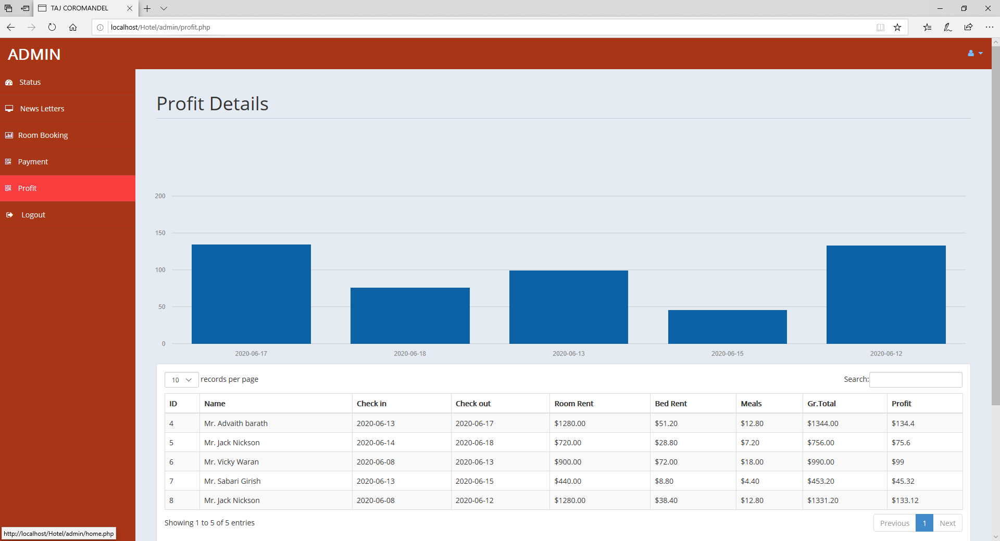 TAJ COROMANDEL
localhost/Hotel/admin/profit.php
ADMIN
Status
News Letters
Room Booking
Payment
Profit
Logout
Profit Details
200
150
100
50
0
2020-06-17 2020-06-18 2020-06-13 2020-06-15 2020-06-12
10 records per page Search:
ID Name Check in Check out Room Rent Bed Rent Meals Gr.Total Profit
4 Mr. Advaith barath 2020-06-13 2020-06-17 $1280.00 $51.20 $12.80 $1344.00 $134.4
5 Mr. Jack Nickson 2020-06-14 2020-06-18 $720.00 $28.80 $7.20 $756.00 $75.6
6 Mr. Vicky Waran 2020-06-08 2020-06-13 $900.00 $72.00 $18.00 $990.00 $99
7 Mr. Sabari Girish 2020-06-13 2020-06-15 $440.00 $8.80 $4.40 $453.20 $45.32
8 Mr. Jack Nickson 2020-06-08 2020-06-12 $1280.00 $38.40 $12.80 $1331.20 $133.12
Showing 1 to 5 of 5 entries Previous 1 Next
http://localhost/Hotel/admin/home.php